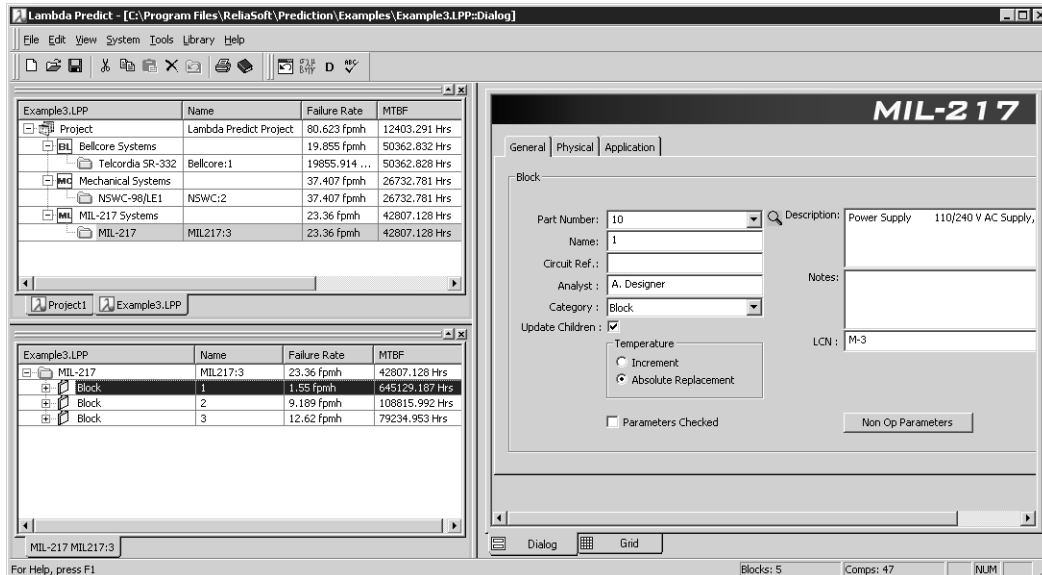 Lambda Predict - [C:\Program Files\ReliaSoft\Prediction\Examples\Example3.LPP::Dialog]
File Edit View System Tools Library Help
D ABC
Example3.LPP Name Failure Rate MTBF
Project Lambda Predict Project 80.623 fpmh 12403.291 Hrs
BL Bellcore Systems 19.855 fpmh 50362.832 Hrs
Telcordia SR-332 Bellcore:1 19855.914 ... 50362.828 Hrs
MC Mechanical Systems 37.407 fpmh 26732.781 Hrs
NSWC-98/LE1 NSWC:2 37.407 fpmh 26732.781 Hrs
ML MIL-217 Systems 23.36 fpmh 42807.128 Hrs
MIL-217 MIL217:3 23.36 fpmh 42807.128 Hrs
Project1 Example3.LPP
Example3.LPP Name Failure Rate MTBF
MIL-217 MIL217:3 23.36 fpmh 42807.128 Hrs
Block 1 1.55 fpmh 645129.187 Hrs
Block 2 9.189 fpmh 108815.992 Hrs
Block 3 12.62 fpmh 79234.953 Hrs
MIL-217 MIL217:3
MIL-217
General Physical Application
Block
Part Number: 10
Name: 1
Circuit Ref.:
Analyst : A. Designer
Category : Block
Update Children :
Temperature
Increment
Absolute Replacement
Parameters Checked
Description: Power Supply 110/240 V AC Supply,
Notes:
LCN : M-3
Non Op Parameters
Dialog Grid
For Help, press F1 Blocks: 5 Comps: 47 NUM